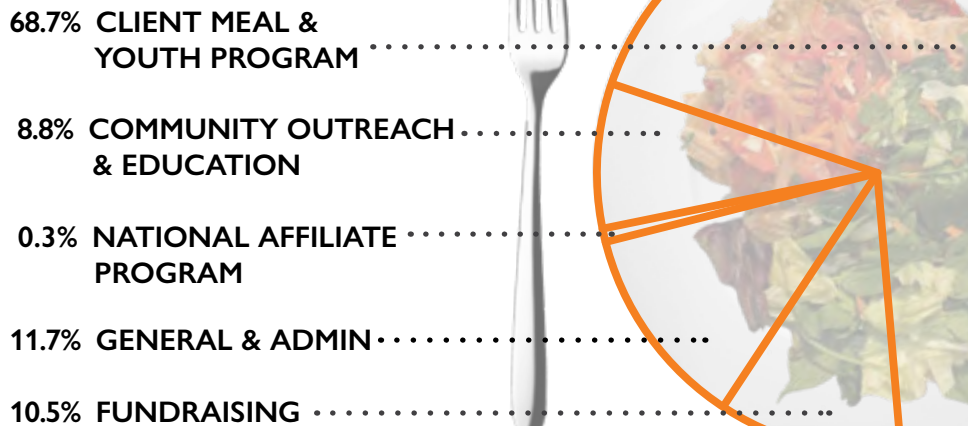 68.7% CLIENT MEAL &
YOUTH PROGRAM
8.8% COMMUNITY OUTREACH
& EDUCATION
0.3% NATIONAL AFFILIATE
PROGRAM
11.7% GENERAL & ADMIN
10.5% FUNDRAISING